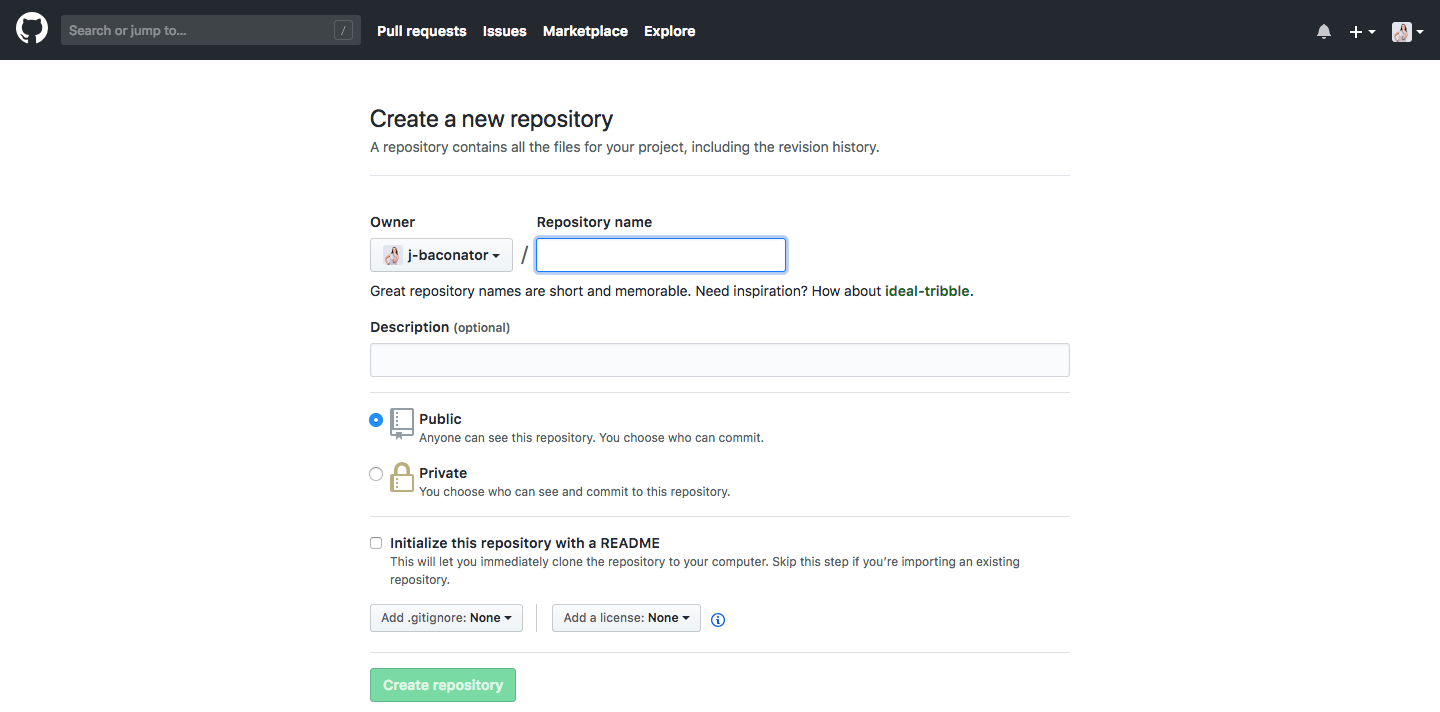 Search or jump to... /
Pull requests Issues Marketplace Explore
Create a new repository
A repository contains all the files for your project, including the revision history.
Owner Repository name
j-baconator /
Great repository names are short and memorable. Need inspiration? How about ideal-tribble.
Description (optional)
Public
Anyone can see this repository. You choose who can commit.
Private
You choose who can see and commit to this repository.
Initialize this repository with a README
This will let you immediately clone the repository to your computer. Skip this step if you’re importing an existing
repository.
Add .gitignore: None Add a license: None
Create repository